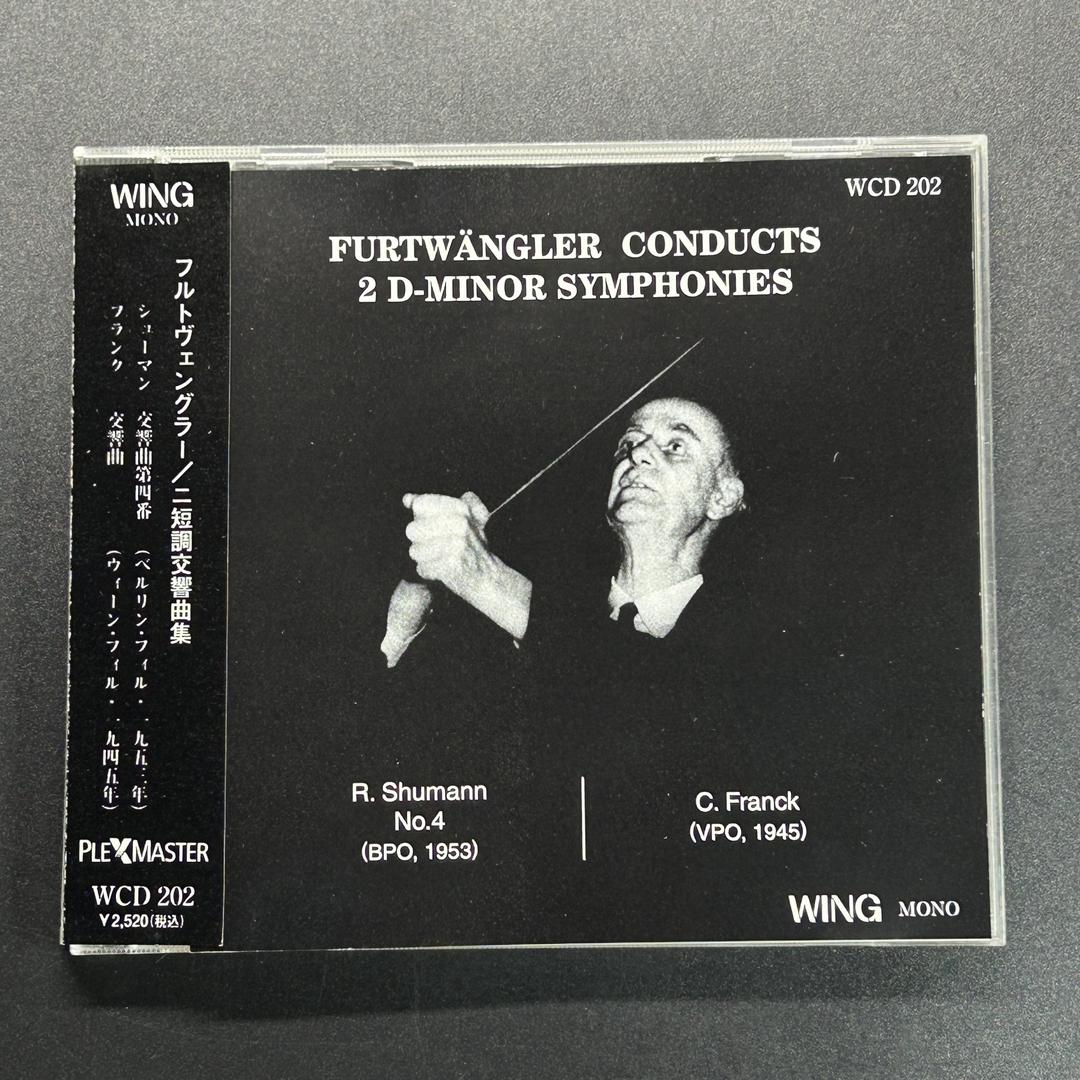 WING
MONO
フルトヴェングラー/ニ短調交響曲集
シューマン 交響曲第四番 (ベルリン・フィル・一九五三年)
フランク 交響曲 (ウィーン・フィル・一九四五年)
PLEXMASTER
WCD 202
¥2,520(税込)
WCD 202
FURTWÄNGLER CONDUCTS
2 D-MINOR SYMPHONIES
R. Shumann
No.4
(BPO, 1953)
C. Franck
(VPO, 1945)
WING MONO